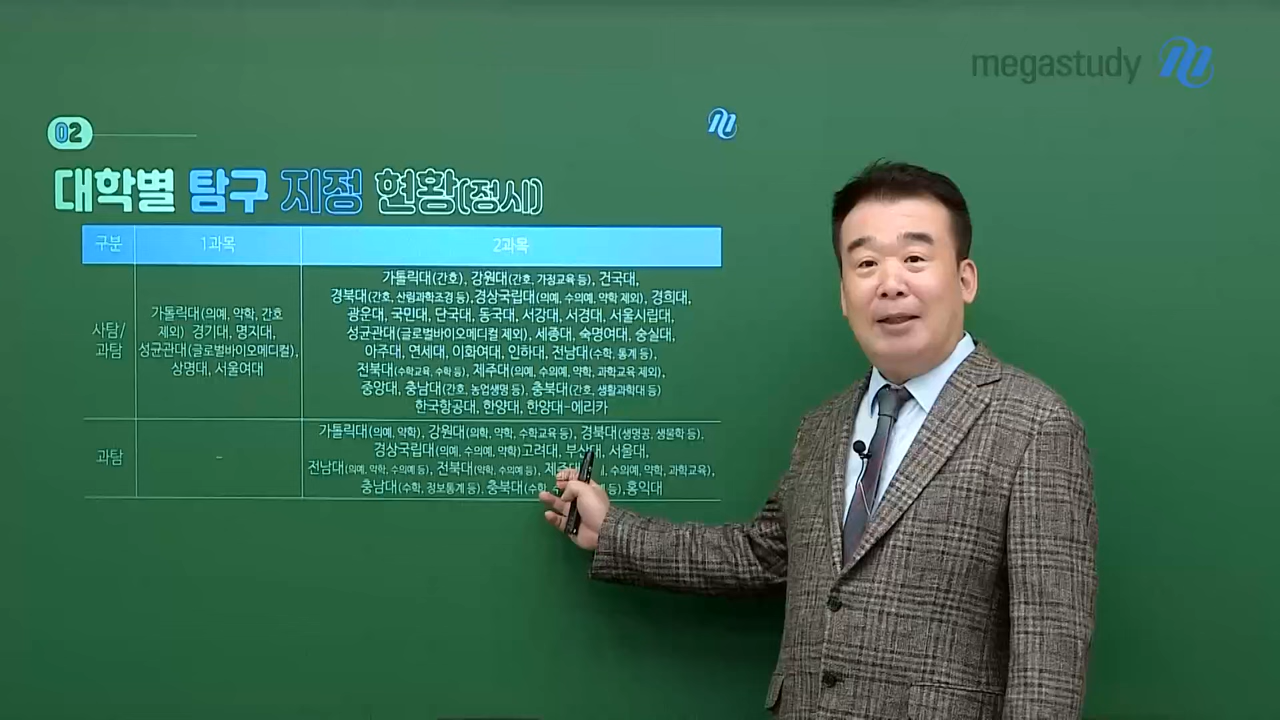 megastudy
02
대학별 탐구 지정 현황(정시)
구분
1과목
2과목
사탐/
과탐
가톨릭대(의예, 약학, 간호
제외), 경기대, 명지대,
성균관대(글로벌바이오메디컬),
상명대, 서울여대
가톨릭대(간호), 강원대(간호, 가정교육 등), 건국대,
경북대(간호, 산림과학조경 등),경상국립대(의예, 수의예, 약학 제외), 경희대,
광운대, 국민대, 단국대, 동국대, 서강대, 서경대, 서울시립대,
성균관대(글로벌바이오메디컬 제외), 세종대, 숙명여대, 숭실대,
아주대, 연세대, 이화여대, 인하대, 전남대(수학, 통계 등),
전북대(수학교육, 수학 등), 제주대(의예, 수의예, 약학, 과학교육 제외),
중앙대, 충남대(간호, 농업생명 등), 충북대(간호, 생활과학대 등)
한국항공대, 한양대, 한양대-에리카
과탐
-
가톨릭대(의예, 약학), 강원대(의학, 약학, 수학교육 등), 경북대(생명공, 생물학 등),
경상국립대(의예, 수의예, 약학)고려대, 부산대, 서울대,
전남대(의예, 약학, 수의예 등), 전북대(약학, 수의예 등), 제주대 수의예, 약학, 과학교육),
충남대(수학, 정보통계 등), 충북대(수학, 등),홍익대